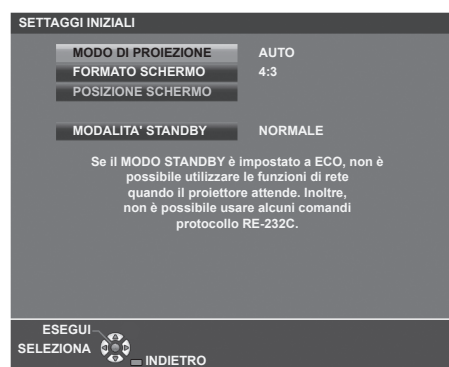 SETTAGGI INIZIALI
MODO DI PROIEZIONE AUTO
FORMATO SCHERMO 4:3
POSIZIONE SCHERMO
MODALITA' STANDBY NORMALE
Se il MODO STANDBY è impostato a ECO, non è
possibile utilizzare le funzioni di rete
quando il proiettore attende. Inoltre,
non è possibile usare alcuni comandi
protocollo RE-232C.
ESEGUI
SELEZIONA
INDIETRO